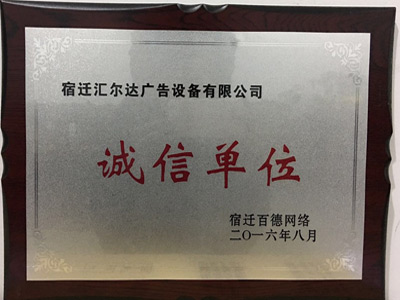 宿迁汇尔达广告设备有限公司
诚信单位
宿迁百德网络
二〇一六年八月